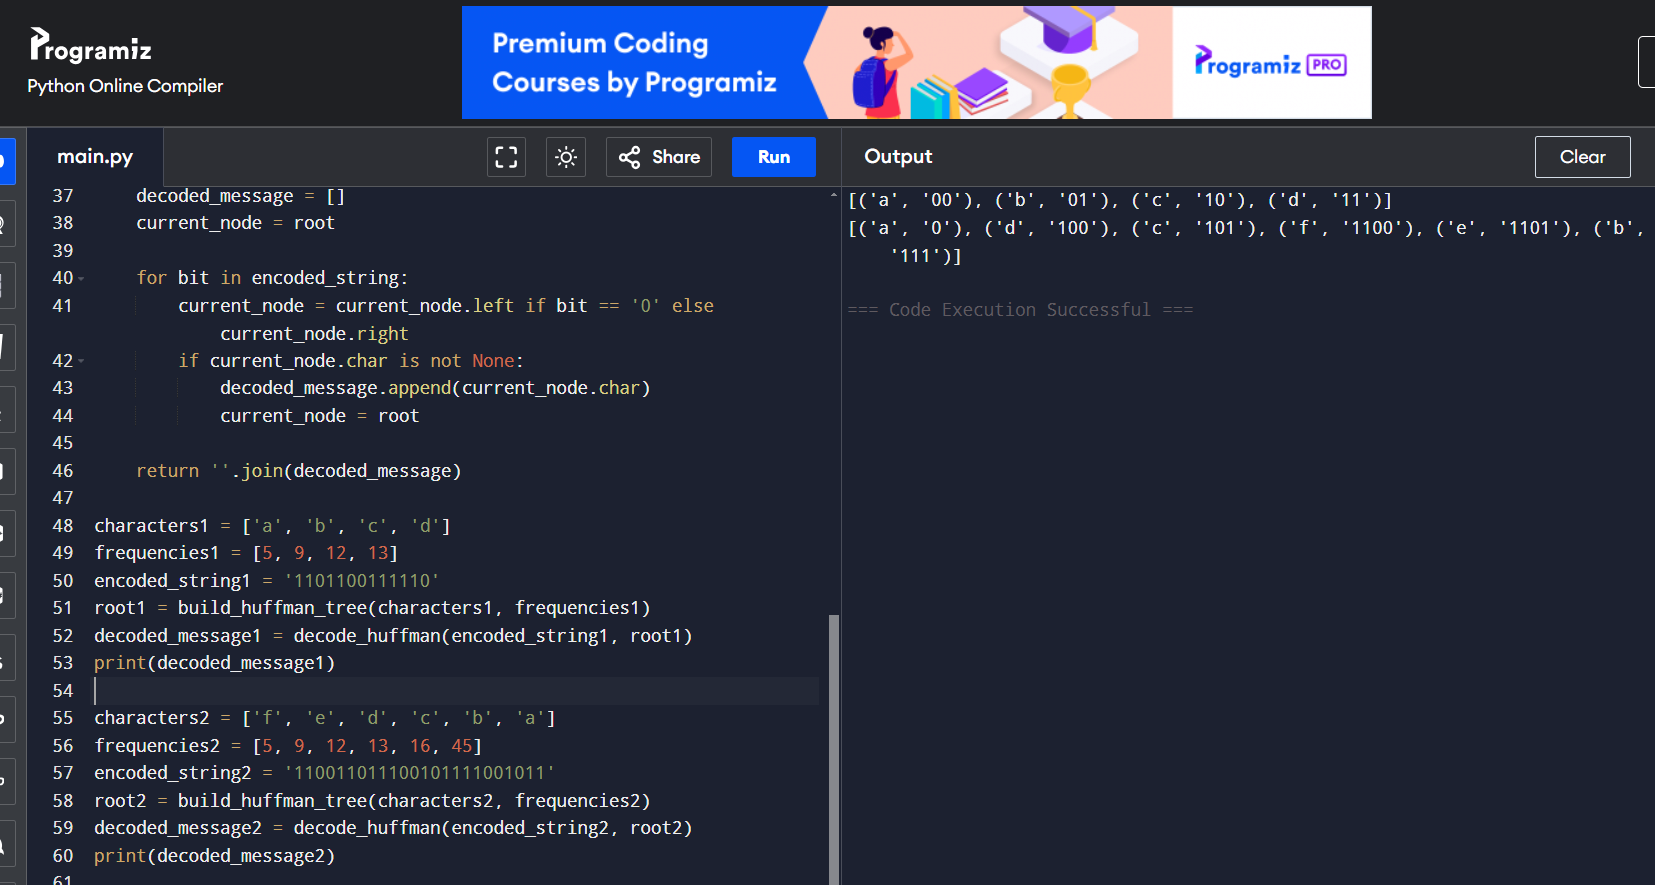 Programiz
Python Online Compiler
Premium Coding
Courses by Programiz
Programiz PRO
main.py
Share
Run
Output
Clear
37 decoded_message = []
38 current_node = root
39
40 for bit in encoded_string:
41 current_node = current_node.left if bit == '0' else
current_node.right
42 if current_node.char is not None:
43 decoded_message.append(current_node.char)
44 current_node = root
45
46 return ''.join(decoded_message)
47
48 characters1 = ['a', 'b', 'c', 'd']
49 frequencies1 = [5, 9, 12, 13]
50 encoded_string1 = '1101100111110'
51 root1 = build_huffman_tree(characters1, frequencies1)
52 decoded_message1 = decode_huffman(encoded_string1, root1)
53 print(decoded_message1)
54
55 characters2 = ['f', 'e', 'd', 'c', 'b', 'a']
56 frequencies2 = [5, 9, 12, 13, 16, 45]
57 encoded_string2 = '1100110111001011110010​11'
58 root2 = build_huffman_tree(characters2, frequencies2)
59 decoded_message2 = decode_huffman(encoded_string2, root2)
60 print(decoded_message2)
61
[('a', '00'), ('b', '01'), ('c', '10'), ('d', '11')]
[('a', '0'), ('d', '100'), ('c', '101'), ('f', '1100'), ('e', '1101'), ('b',
'111')]
=== Code Execution Successful ===